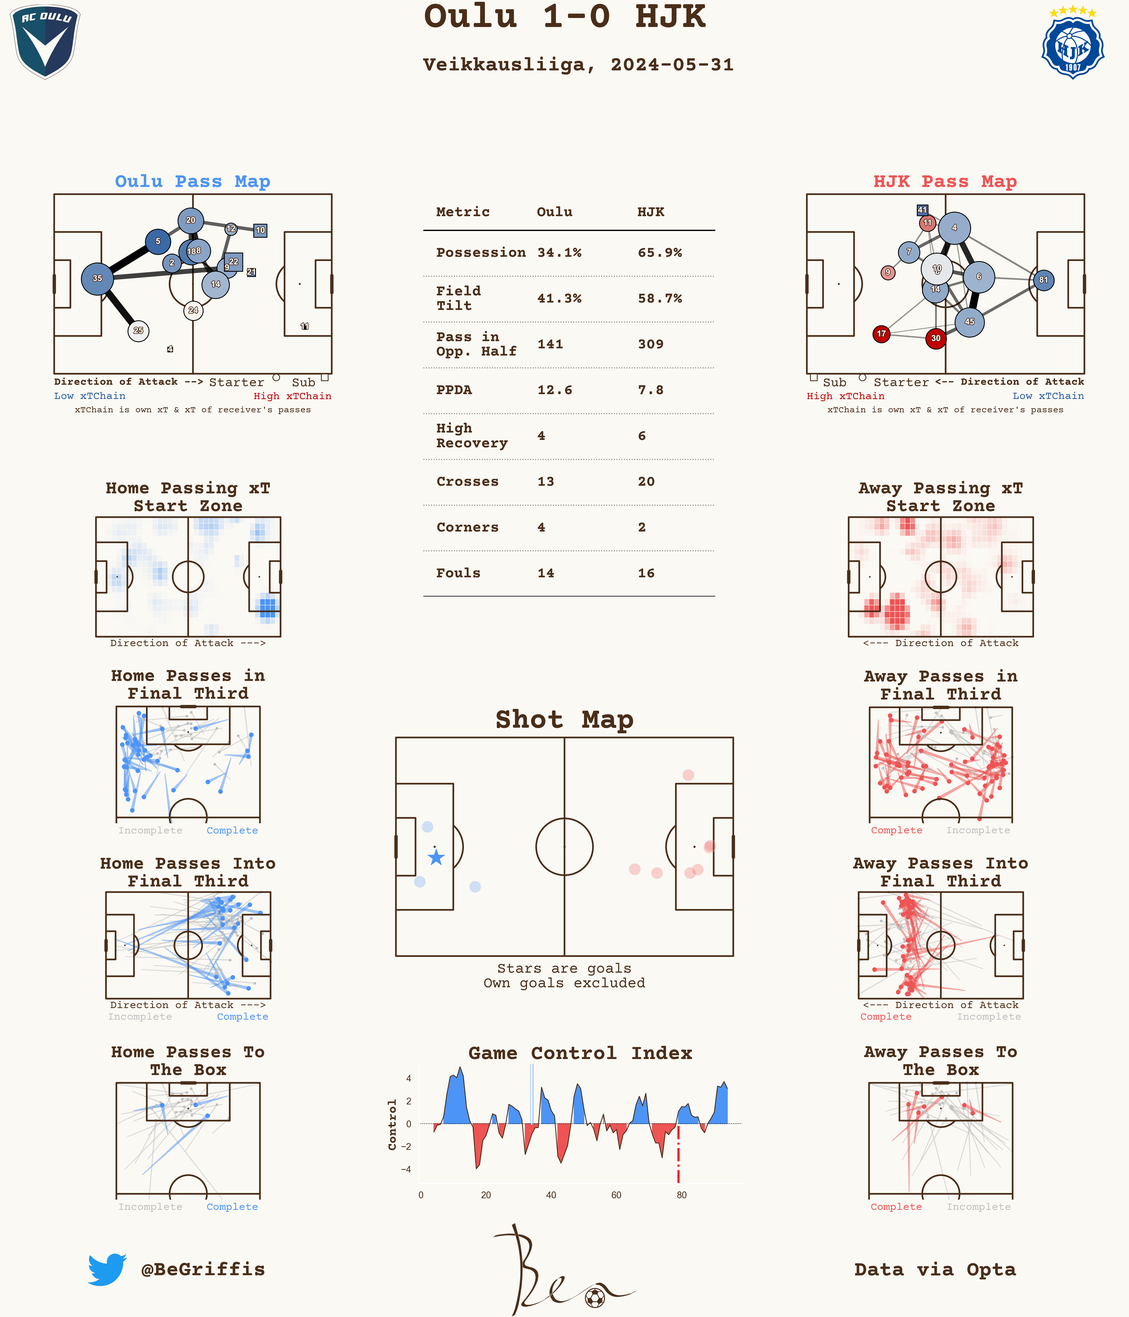 Oulu 1-0 HJK
Veikkausliiga, 2024-05-31
AC OULU
HJK
1907
Oulu Pass Map
20
12
10
5
18
8
2
9
22
21
35
14
24
25
4
11
Direction of Attack --> Starter Sub
Low xTChain High xTChain
xTChain is own xT & xT of receiver's passes
Metric Oulu HJK
Possession 34.1% 65.9%
Field
Tilt 41.3% 58.7%
Pass in
Opp. Half 141 309
PPDA 12.6 7.8
High
Recovery 4 6
Crosses 13 20
Corners 4 2
Fouls 14 16
HJK Pass Map
41
11
4
7
10
9
6
81
14
45
17
30
Sub Starter <-- Direction of Attack
High xTChain Low xTChain
xTChain is own xT & xT of receiver's passes
Home Passing xT
Start Zone
Direction of Attack --->
Away Passing xT
Start Zone
<--- Direction of Attack
Home Passes in
Final Third
Incomplete Complete
Away Passes in
Final Third
Complete Incomplete
Shot Map
Stars are goals
Own goals excluded
Home Passes Into
Final Third
Direction of Attack --->
Incomplete Complete
Away Passes Into
Final Third
<--- Direction of Attack
Complete Incomplete
Home Passes To
The Box
Incomplete Complete
Game Control Index
Control
4
2
0
−2
−4
0 20 40 60 80
Away Passes To
The Box
Complete Incomplete
@BeGriffis
Data via Opta